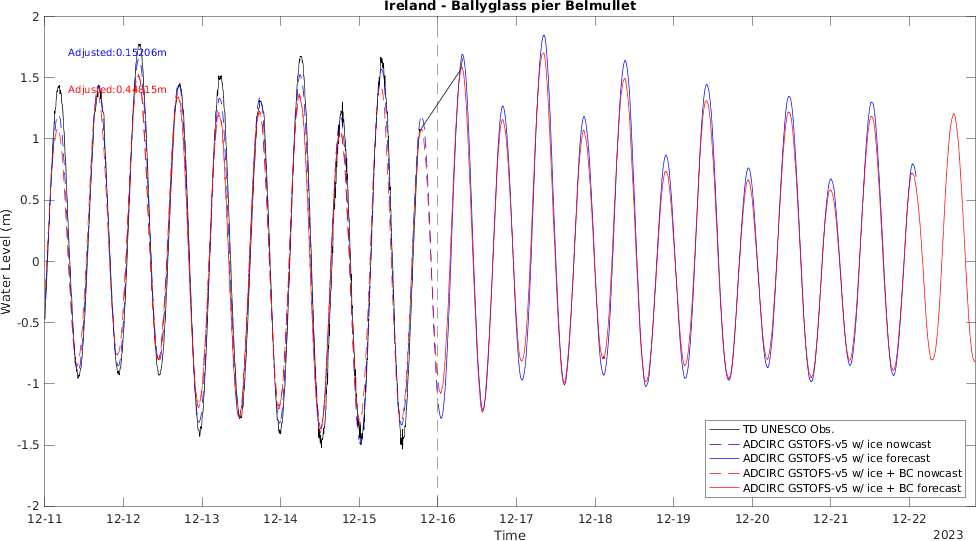 Ireland - Ballyglass pier Belmullet
Adjusted:0.15206m
Adjusted:0.44815m
Water Level (m)
2
1.5
1
0.5
0
-0.5
-1
-1.5
-2
12-11 12-12 12-13 12-14 12-15 12-16 12-17 12-18 12-19 12-20 12-21 12-22
Time
2023
TD UNESCO Obs.
ADCIRC GSTOFS-v5 w/ ice nowcast
ADCIRC GSTOFS-v5 w/ ice forecast
ADCIRC GSTOFS-v5 w/ ice + BC nowcast
ADCIRC GSTOFS-v5 w/ ice + BC forecast